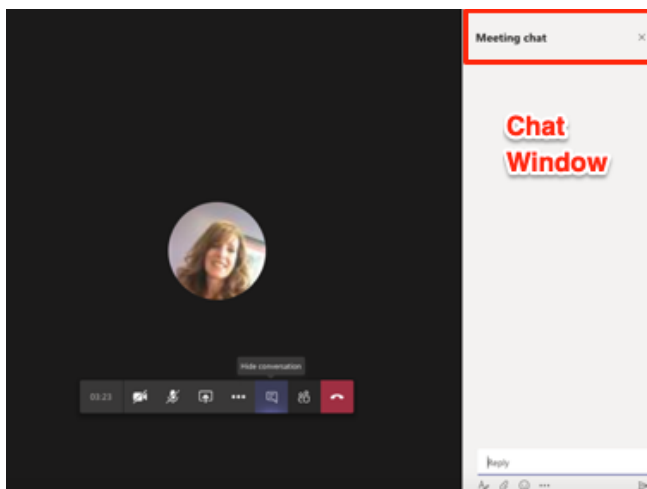 Meeting chat
Chat
Window
Hide conversation
03:23
Reply